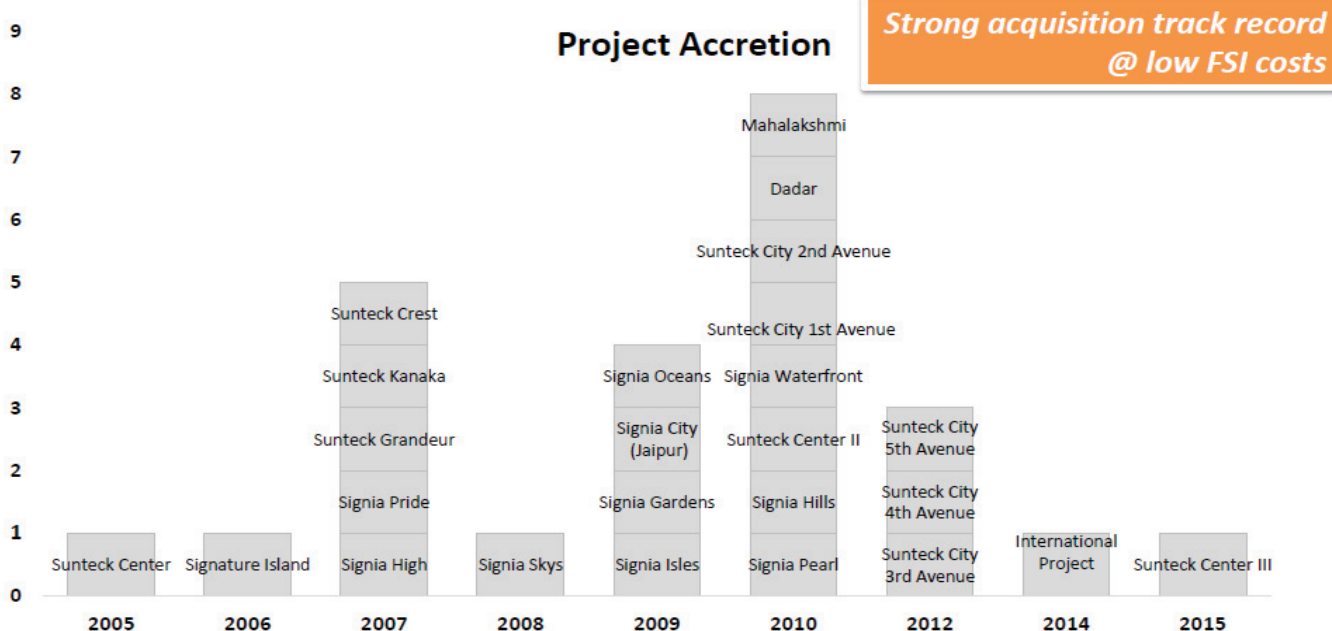 Project Accretion
Strong acquisition track record
@ low FSI costs
9
8
7
6
5
4
3
2
1
0
Sunteck Center
Signature Island
Sunteck Crest
Sunteck Kanaka
Sunteck Grandeur
Signia Pride
Signia High
Signia Skys
Signia Oceans
Signia City
(Jaipur)
Signia Gardens
Signia Isles
Mahalakshmi
Dadar
Sunteck City 2nd Avenue
Sunteck City 1st Avenue
Signia Waterfront
Sunteck Center II
Signia Hills
Signia Pearl
Sunteck City
5th Avenue
Sunteck City
4th Avenue
Sunteck City
3rd Avenue
International
Project
Sunteck Center III
2005
2006
2007
2008
2009
2010
2012
2014
2015